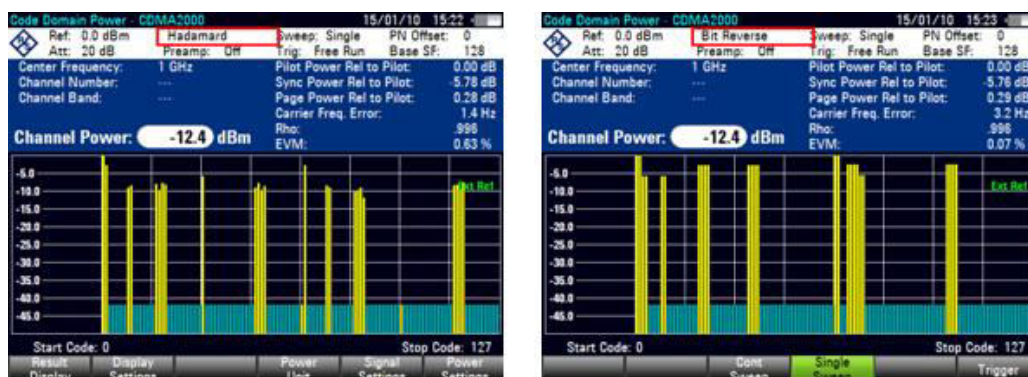 Code Domain Power - CDMA2000 15/01/10 15:22
Ref: 0.0 dBm Hadamard Sweep: Single PN Offset: 0
Att: 20 dB Preamp: Off Trig: Free Run Base SF: 128
Center Frequency: 1 GHz Pilot Power Rel to Pilot: 0.00 dB
Channel Number: --- Sync Power Rel to Pilot: -5.78 dB
Channel Band: --- Page Power Rel to Pilot: 0.28 dB
Carrier Freq. Error: 1.4 Hz
Channel Power: -12.4 dBm Rho: .996
EVM: 0.63 %
-5.0
-10.0 Ext Ref
-15.0
-20.0
-25.0
-30.0
-35.0
-40.0
-45.0
Start Code: 0 Stop Code: 127
Result Display Power Signal Power
Display Settings Unit Settings Settings
Code Domain Power - CDMA2000 15/01/10 15:23
Ref: 0.0 dBm Bit Reverse Sweep: Single PN Offset: 0
Att: 20 dB Preamp: Off Trig: Free Run Base SF: 128
Center Frequency: 1 GHz Pilot Power Rel to Pilot: 0.00 dB
Channel Number: --- Sync Power Rel to Pilot: -5.76 dB
Channel Band: --- Page Power Rel to Pilot: 0.29 dB
Carrier Freq. Error: 3.2 Hz
Channel Power: -12.4 dBm Rho: .996
EVM: 0.07 %
-5.0
-10.0 Ext Ref
-15.0
-20.0
-25.0
-30.0
-35.0
-40.0
-45.0
Start Code: 0 Stop Code: 127
Cont Single Trigger
Sweep Sweep